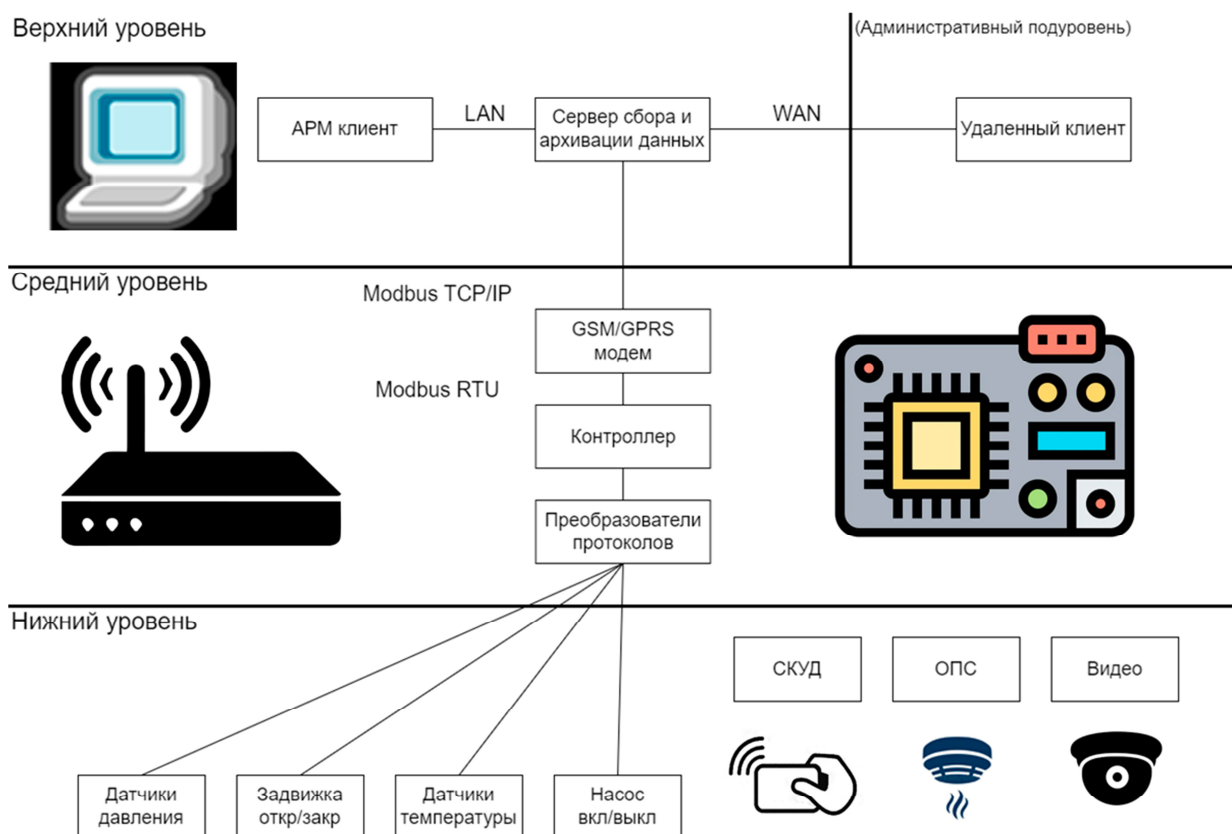 Верхний уровень
(Административный подуровень)
АРМ клиент
LAN
Сервер сбора и
архивации данных
WAN
Удаленный клиент
Средний уровень
Modbus TCP/IP
GSM/GPRS
модем
Modbus RTU
Контроллер
Преобразователи
протоколов
Нижний уровень
СКУД
ОПС
Видео
Датчики
давления
Задвижка
откр/закр
Датчики
температуры
Насос
вкл/выкл